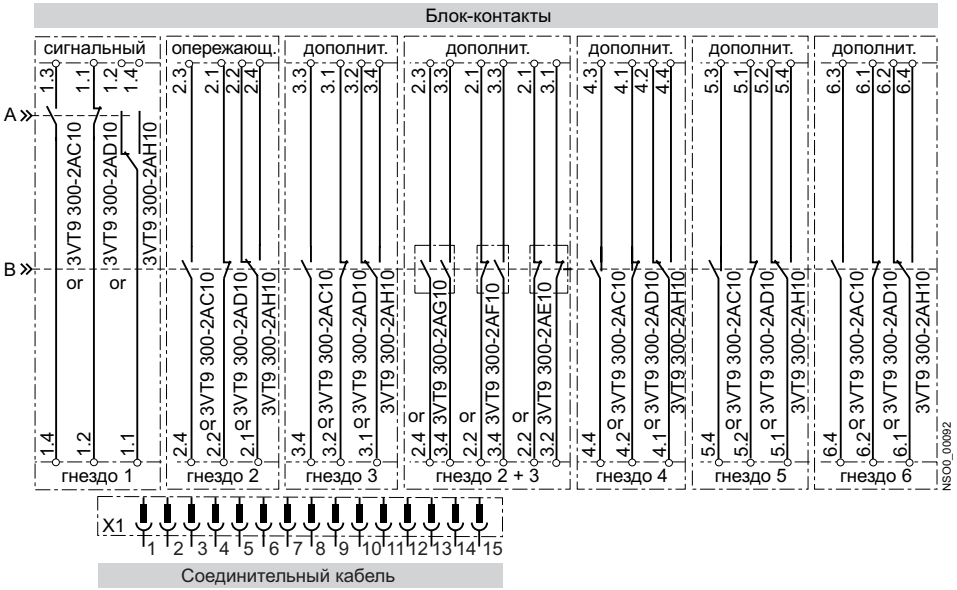 Блок-контакты
сигнальный
опережающ.
дополнит.
дополнит.
дополнит.
дополнит.
дополнит.
1.3
1.1
1.2
1.4
2.3
2.1
2.2
2.4
3.3
3.1
3.2
3.4
2.3
3.3
2.1
3.1
2.1
3.1
4.3
4.1
4.2
4.4
5.3
5.1
5.2
5.4
6.3
6.1
6.2
6.4
A
B
3VT9 300-2AC10
or
3VT9 300-2AD10
or
3VT9 300-2AH10
3VT9 300-2AC10
or
3VT9 300-2AD10
or
3VT9 300-2AH10
3VT9 300-2AC10
or
3VT9 300-2AD10
or
3VT9 300-2AH10
or
3VT9 300-2AG10
or
3VT9 300-2AF10
or
3VT9 300-2AE10
3VT9 300-2AC10
or
3VT9 300-2AD10
or
3VT9 300-2AH10
3VT9 300-2AC10
or
3VT9 300-2AD10
or
3VT9 300-2AH10
3VT9 300-2AC10
or
3VT9 300-2AD10
or
3VT9 300-2AH10
1.4
1.2
1.1
2.4
2.2
2.1
3.4
3.2
3.1
2.4
3.4
2.2
3.4
2.2
3.2
4.4
4.2
4.1
5.4
5.2
5.1
6.4
6.2
6.1
гнездо 1
гнездо 2
гнездо 3
гнездо 2 + 3
гнездо 4
гнездо 5
гнездо 6
NSO0_00092
X1
1 2 3 4 5 6 7 8 9 10 11 12 13 14 15
Соединительный кабель